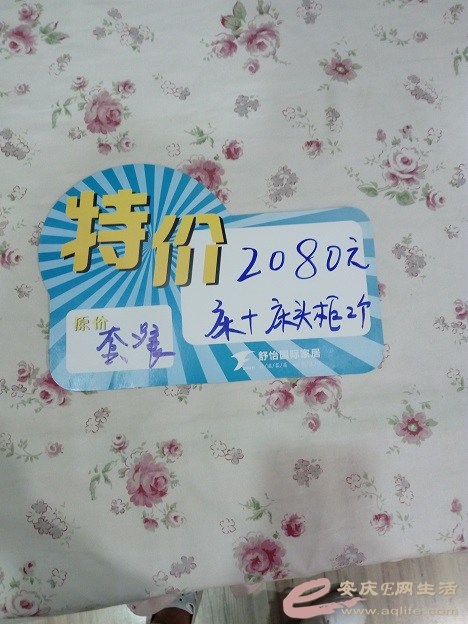 特价
2080元
床+床头柜2个
原价
套装
舒怡国际家居
安庆E网生活
www.aqlife.com